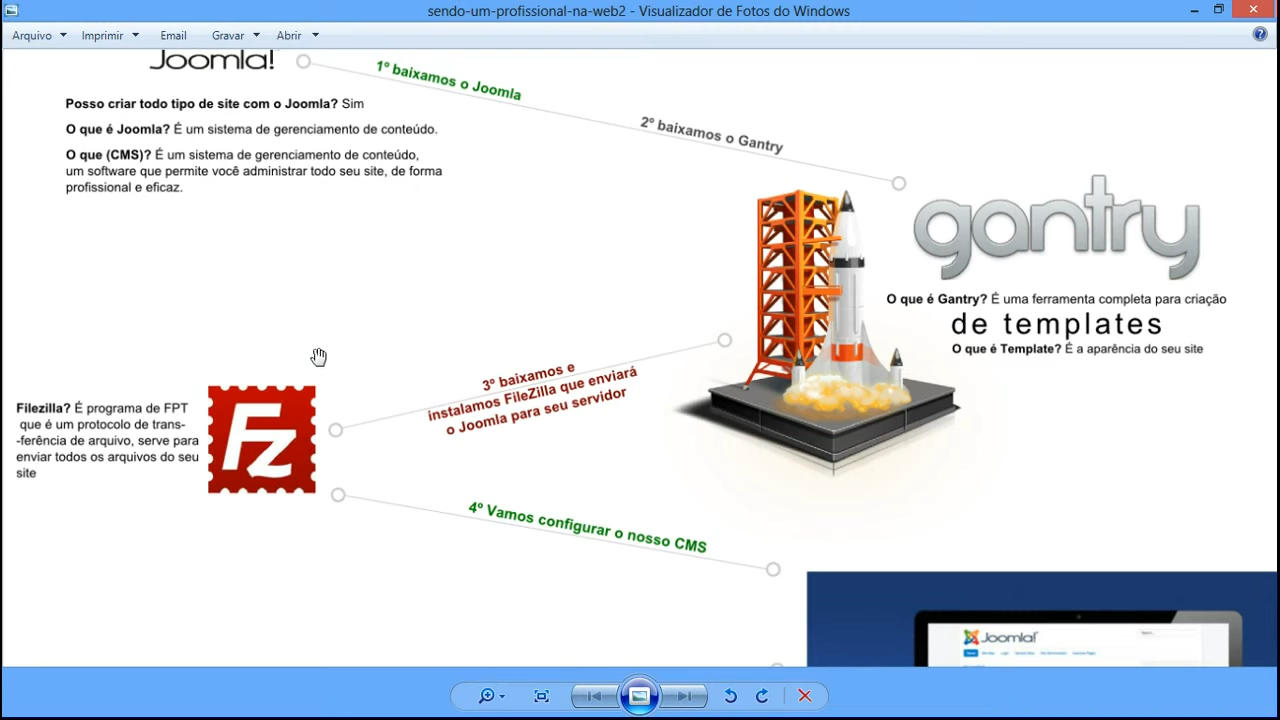 sendo-um-profissional-na-web2 - Visualizador de Fotos do Windows
Arquivo Imprimir Email Gravar Abrir
Joomla!
1º baixamos o Joomla
2º baixamos o Gantry
Posso criar todo tipo de site com o Joomla? Sim
O que é Joomla? É um sistema de gerenciamento de conteúdo.
O que (CMS)? É um sistema de gerenciamento de conteúdo,
um software que permite você administrar todo seu site, de forma
profissional e eficaz.
gantry
O que é Gantry? É uma ferramenta completa para criação
de templates
O que é Template? É a aparência do seu site
3º baixamos e
instalamos FileZilla que enviará
o Joomla para seu servidor
Filezilla? É programa de FPT
que é um protocolo de trans-
-ferência de arquivo, serve para
enviar todos os arquivos do seu
site
Fz
4º Vamos configurar o nosso CMS
Joomla!